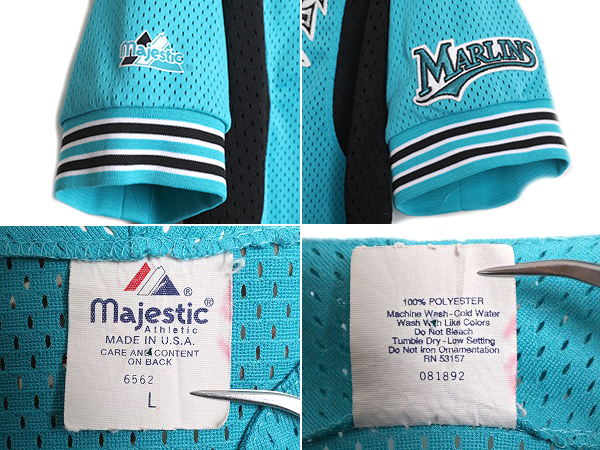 Majestic
MARLINS
Majestic®
®
Athletic
MADE IN U.S.A.
CARE AND CONTENT
ON BACK
6562
L
100% POLYESTER
Machine Wash-Cold Water
Wash With Like Colors
Do Not Bleach
Tumble Dry-Low Setting
Do Not Iron Ornamentation
RN 53157
081892